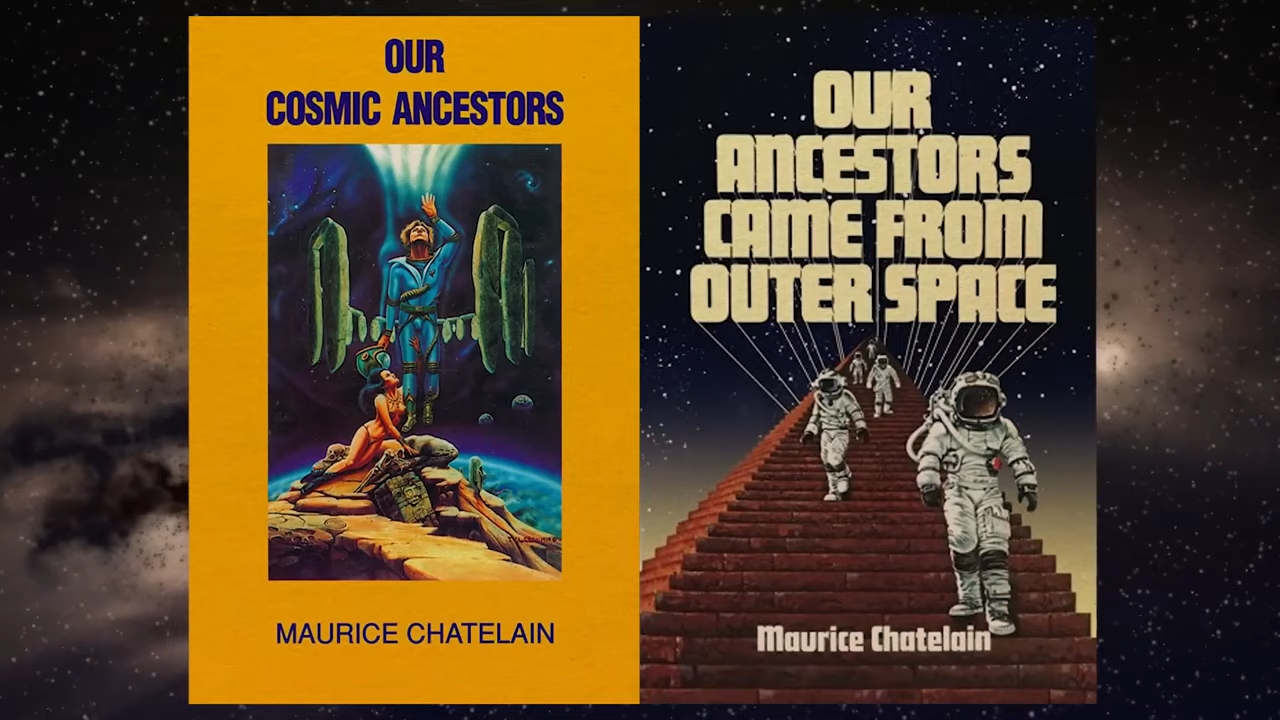 OUR
COSMIC ANCESTORS
MAURICE CHATELAIN
OUR
ANCESTORS
CAME FROM
OUTER SPACE
Maurice Chatelain